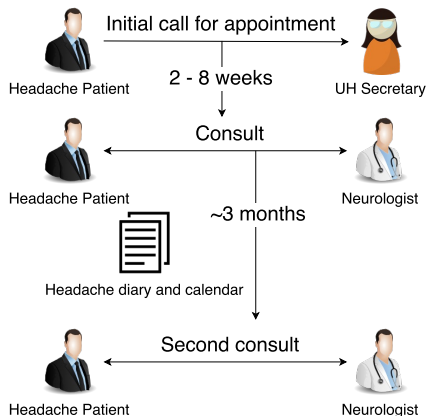 Initial call for appointment
Headache Patient
UH Secretary
2 - 8 weeks
Consult
Headache Patient
Neurologist
~3 months
Headache diary and calendar
Second consult
Headache Patient
Neurologist